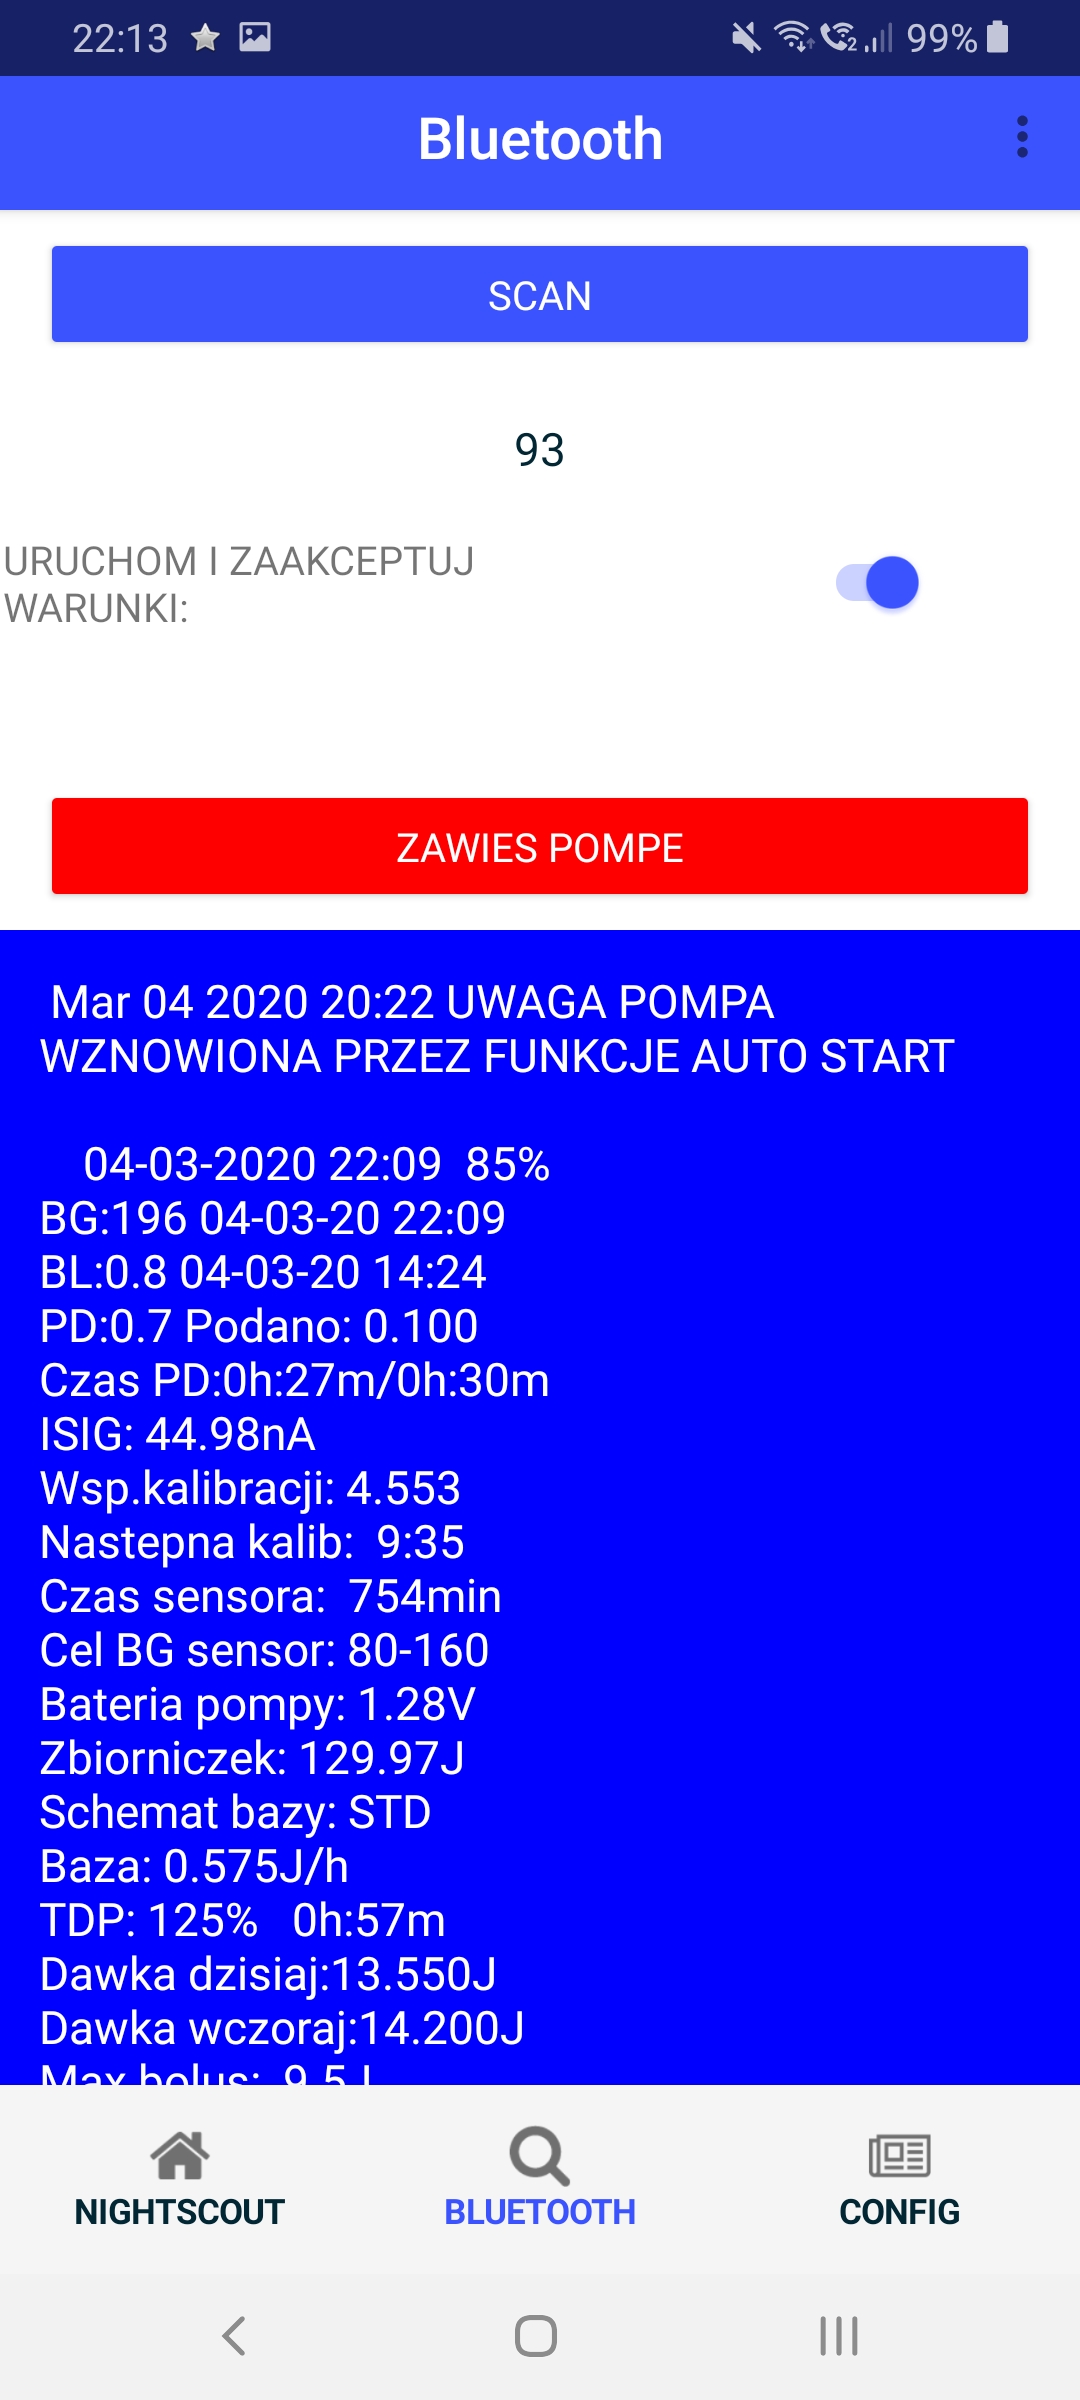 22:13
2
99%
Bluetooth
SCAN
93
URUCHOM I ZAAKCEPTUJ
WARUNKI:
ZAWIES POMPE
Mar 04 2020 20:22 UWAGA POMPA
WZNOWIONA PRZEZ FUNKCJE AUTO START
04-03-2020 22:09 85%
BG:196 04-03-20 22:09
BL:0.8 04-03-20 14:24
PD:0.7 Podano: 0.100
Czas PD:0h:27m/0h:30m
ISIG: 44.98nA
Wsp.kalibracji: 4.553
Nastepna kalib: 9:35
Czas sensora: 754min
Cel BG sensor: 80-160
Bateria pompy: 1.28V
Zbiorniczek: 129.97J
Schemat bazy: STD
Baza: 0.575J/h
TDP: 125% 0h:57m
Dawka dzisiaj:13.550J
Dawka wczoraj:14.200J
Max bolus: 9.5J
NIGHTSCOUT
BLUETOOTH
CONFIG